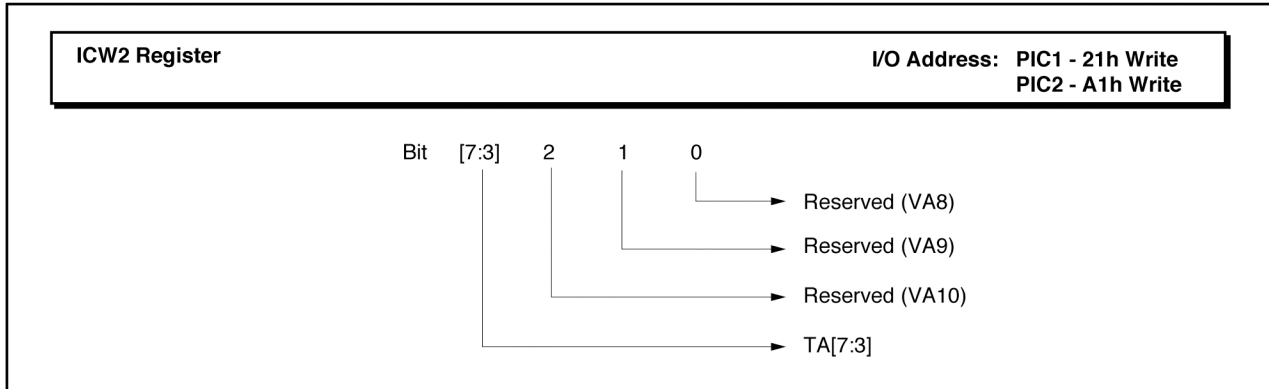 ICW2 Register
I/O Address: PIC1 - 21h Write
PIC2 - A1h Write
Bit [7:3] 2 1 0
Reserved (VA8)
Reserved (VA9)
Reserved (VA10)
TA[7:3]